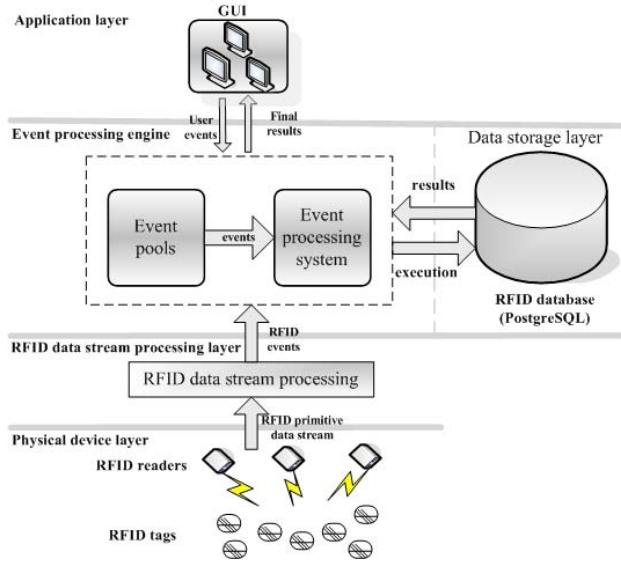 Application layer
GUI
User
events
Final
results
Event processing engine
Data storage layer
results
Event
pools
events
Event
processing
system
execution
RFID database
(PostgreSQL)
RFID
events
RFID data stream processing layer
RFID data stream processing
RFID primitive
data stream
Physical device layer
RFID readers
RFID tags